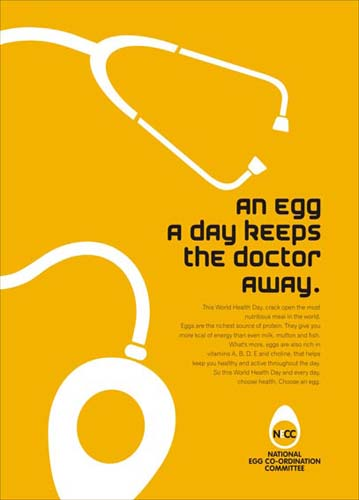 an egg
a day keeps
the doctor
away.
This World Health Day, crack open the most
nutritious meal in the world.
Eggs are the richest source of protein. They give you
more kcal of energy than even milk, mutton and fish.
What's more, eggs are also rich in
vitamins A, B, D, E and choline, that helps
keep you healthy and active throughout the day.
So this World Health Day and every day,
choose health. Choose an egg.
NECC
NATIONAL
EGG CO-ORDINATION
COMMITTEE